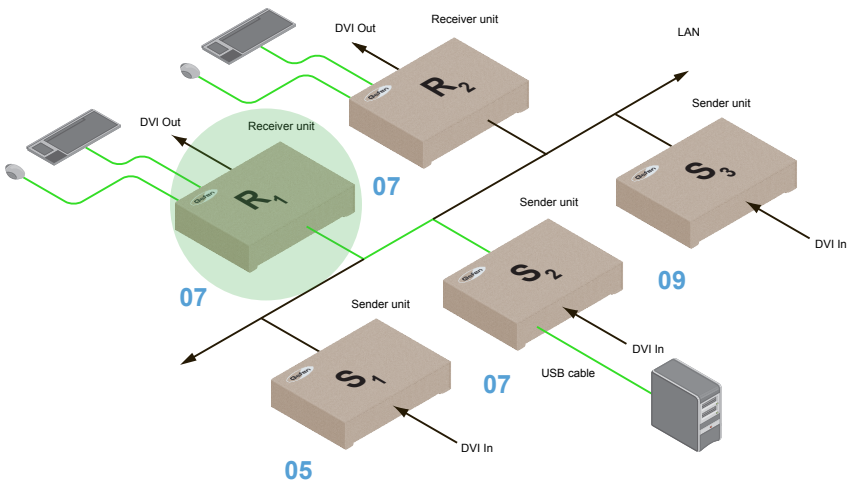 Receiver unit
DVI Out
LAN
Gefen
R2
Sender unit
DVI Out
Receiver unit
Gefen
S3
07
Gefen
R1
Sender unit
DVI In
Gefen
S2
09
07
Sender unit
DVI In
Gefen
S1
USB cable
07
DVI In
05